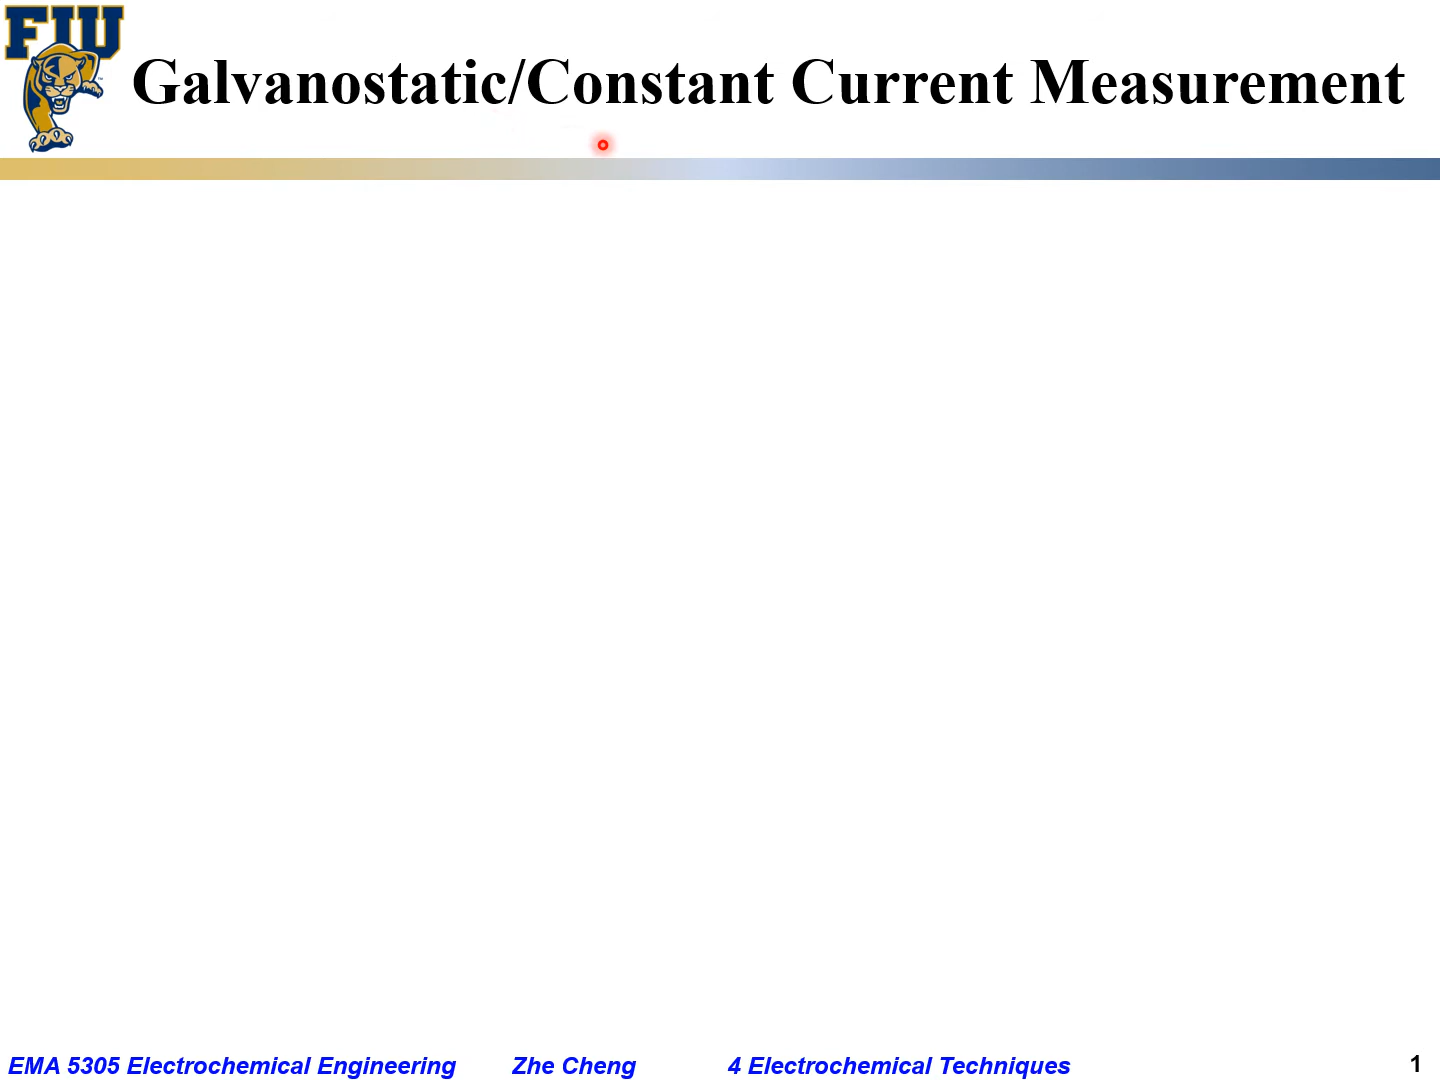 FIU
Galvanostatic/Constant Current Measurement
EMA 5305 Electrochemical Engineering Zhe Cheng 4 Electrochemical Techniques 1